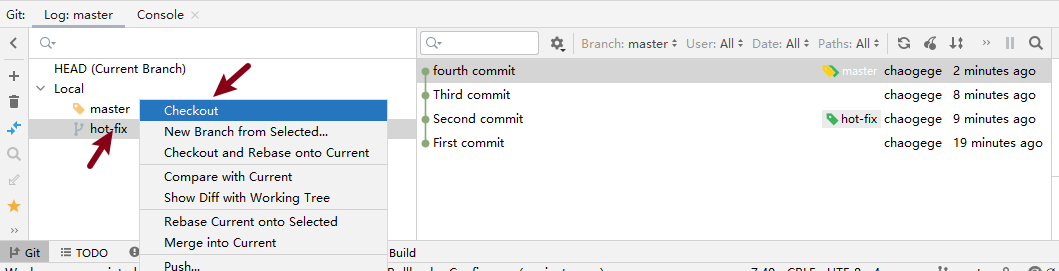 Git: Log: master Console
Branch: master User: All Date: All Paths: All
HEAD (Current Branch)
Local
master
hot-fix
Checkout
New Branch from Selected...
Checkout and Rebase onto Current
Compare with Current
Show Diff with Working Tree
Rebase Current onto Selected
Merge into Current
Push...
fourth commit master chaogege 2 minutes ago
Third commit chaogege 8 minutes ago
Second commit hot-fix chaogege 9 minutes ago
First commit chaogege 19 minutes ago
Git TODO Build